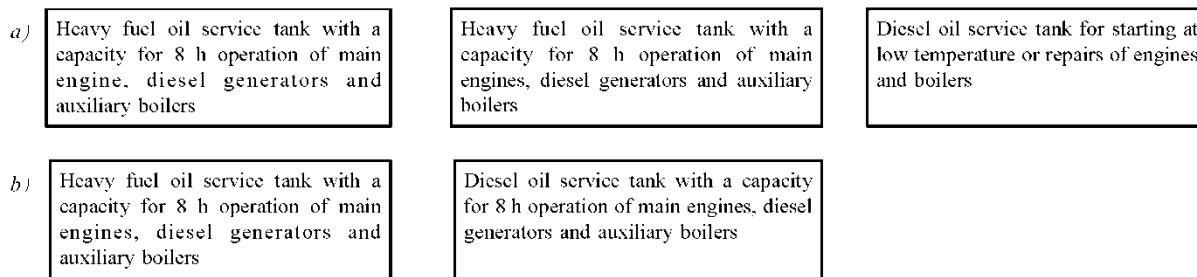 a) Heavy fuel oil service tank with a
capacity for 8 h operation of main
engine, diesel generators and
auxiliary boilers
Heavy fuel oil service tank with a
capacity for 8 h operation of main
engines, diesel generators and auxiliary
boilers
Diesel oil service tank for starting at
low temperature or repairs of engines
and boilers
b) Heavy fuel oil service tank with a
capacity for 8 h operation of main
engines, diesel generators and
auxiliary boilers
Diesel oil service tank with a capacity
for 8 h operation of main engines, diesel
generators and auxiliary boilers